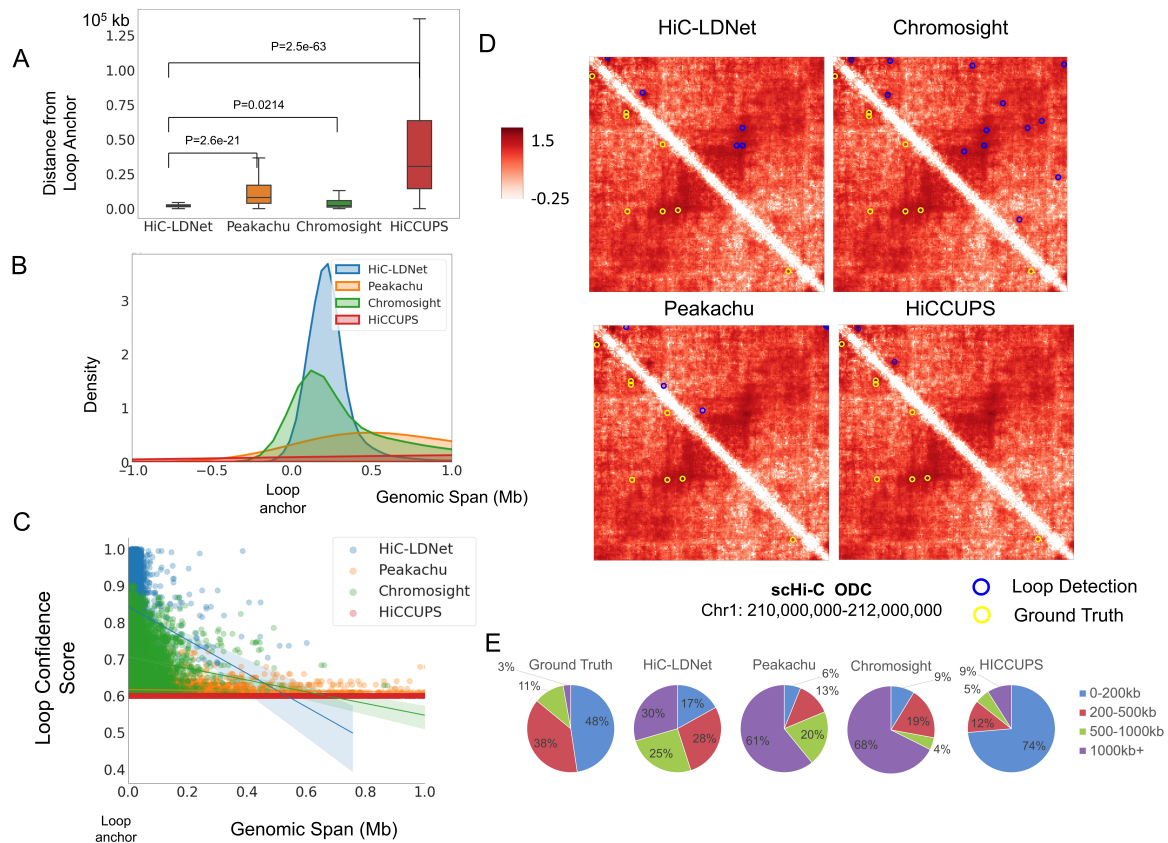 A
10⁵ kb
1.25
1.00
0.75
0.50
0.25
0.00
Distance from
Loop Anchor
P=2.5e-63
P=0.0214
P=2.6e-21
HiC-LDNet
Peakachu
Chromosight
HiCCUPS
B
3
2
1
0
Density
HiC-LDNet
Peakachu
Chromosight
HiCCUPS
−1.0
−0.5
0.0
0.5
1.0
Loop
anchor
Genomic Span (Mb)
C
1.0
0.9
0.8
0.7
0.6
0.5
0.4
Loop Confidence
Score
HiC-LDNet
Peakachu
Chromosight
HiCCUPS
0.0
0.2
0.4
0.6
0.8
1.0
Loop
anchor
Genomic Span (Mb)
D
HiC-LDNet
Chromosight
1.5
-0.25
Peakachu
HiCCUPS
scHi-C ODC
Chr1: 210,000,000-212,000,000
Loop Detection
Ground Truth
E
Ground Truth
3%
11%
48%
38%
HiC-LDNet
17%
30%
28%
25%
Peakachu
6%
13%
20%
61%
Chromosight
9%
19%
4%
68%
HICCUPS
9%
5%
12%
74%
0-200kb
200-500kb
500-1000kb
1000kb+